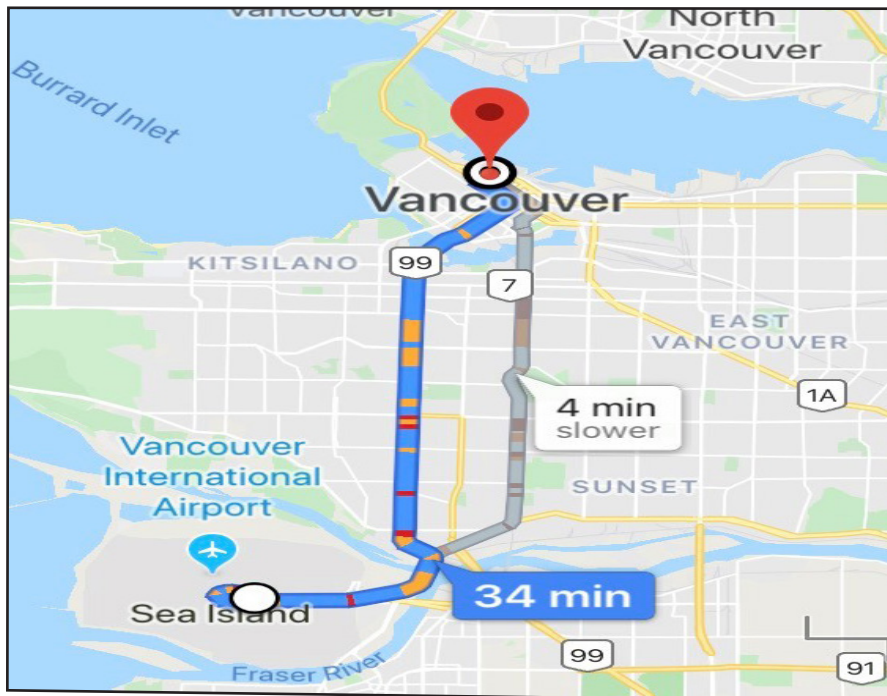 Vancouver
North
Vancouver
Burrard Inlet
Vancouver
KITSILANO
99
7
EAST
VANCOUVER
4 min
slower
1A
Vancouver
International
Airport
SUNSET
34 min
Sea Island
Fraser River
99
91